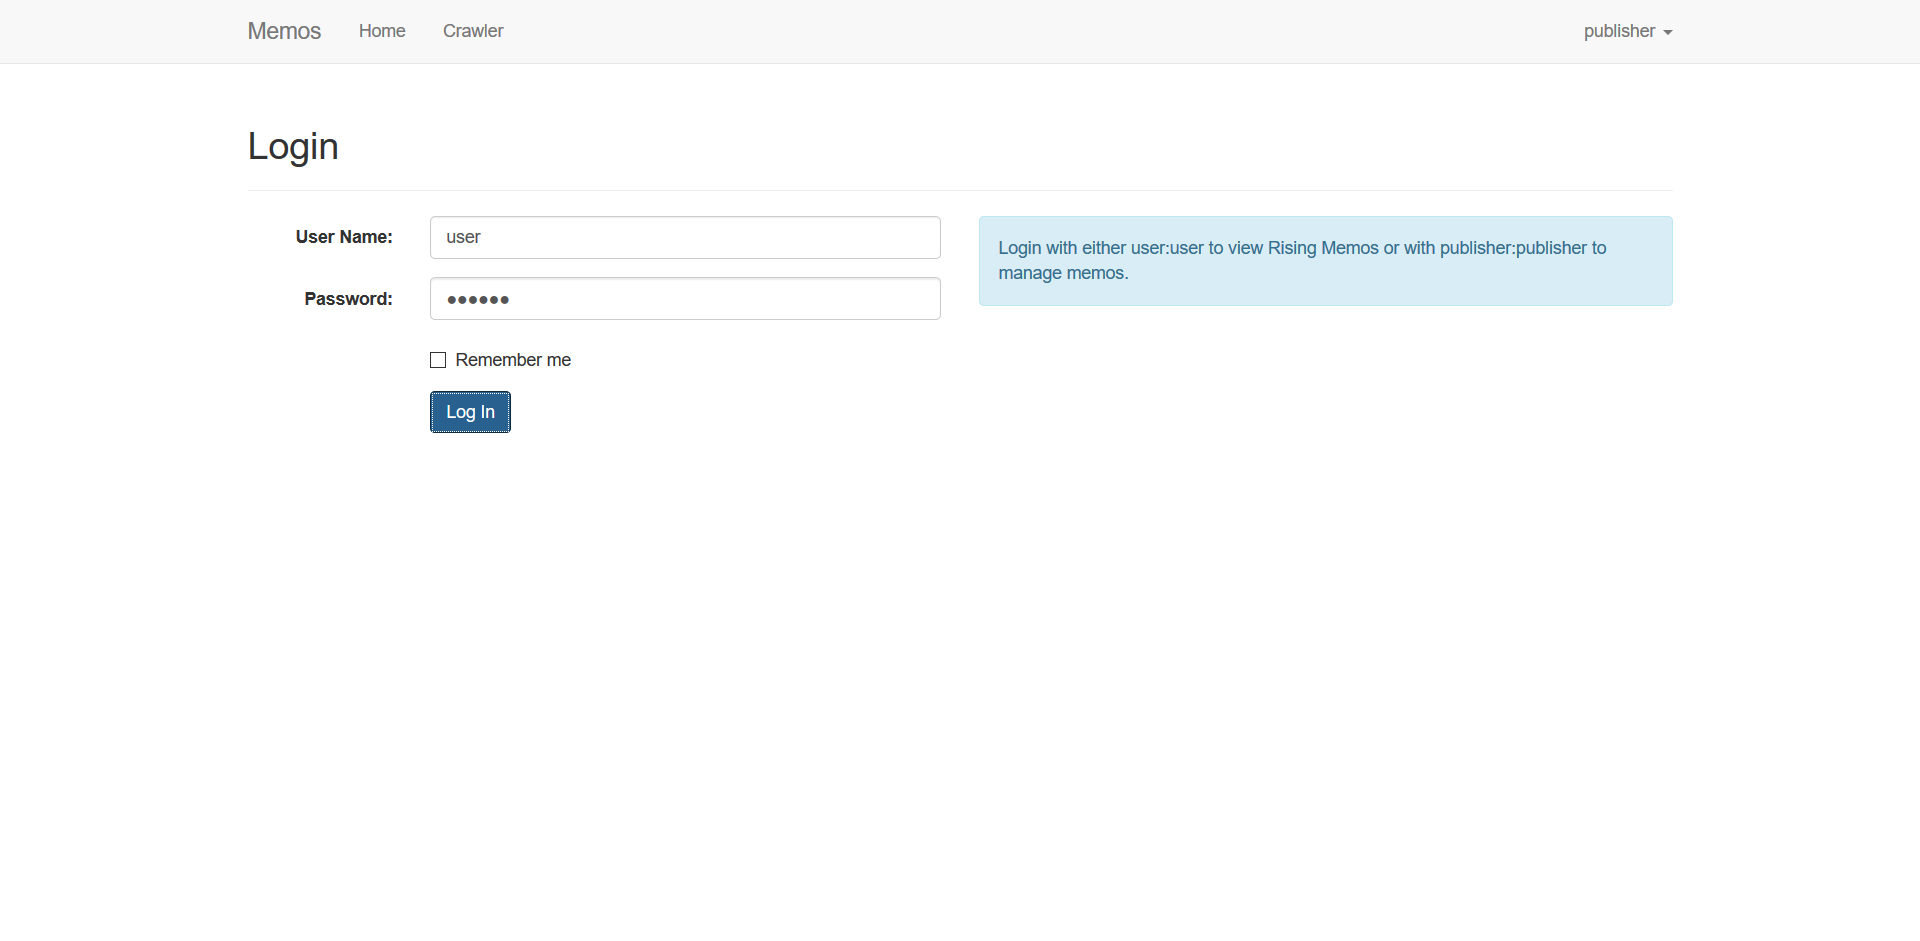 Memos Home Crawler publisher
Login
User Name: user
Login with either user:user to view Rising Memos or with publisher:publisher to
manage memos.
Password: ●●●●●●
Remember me
Log In